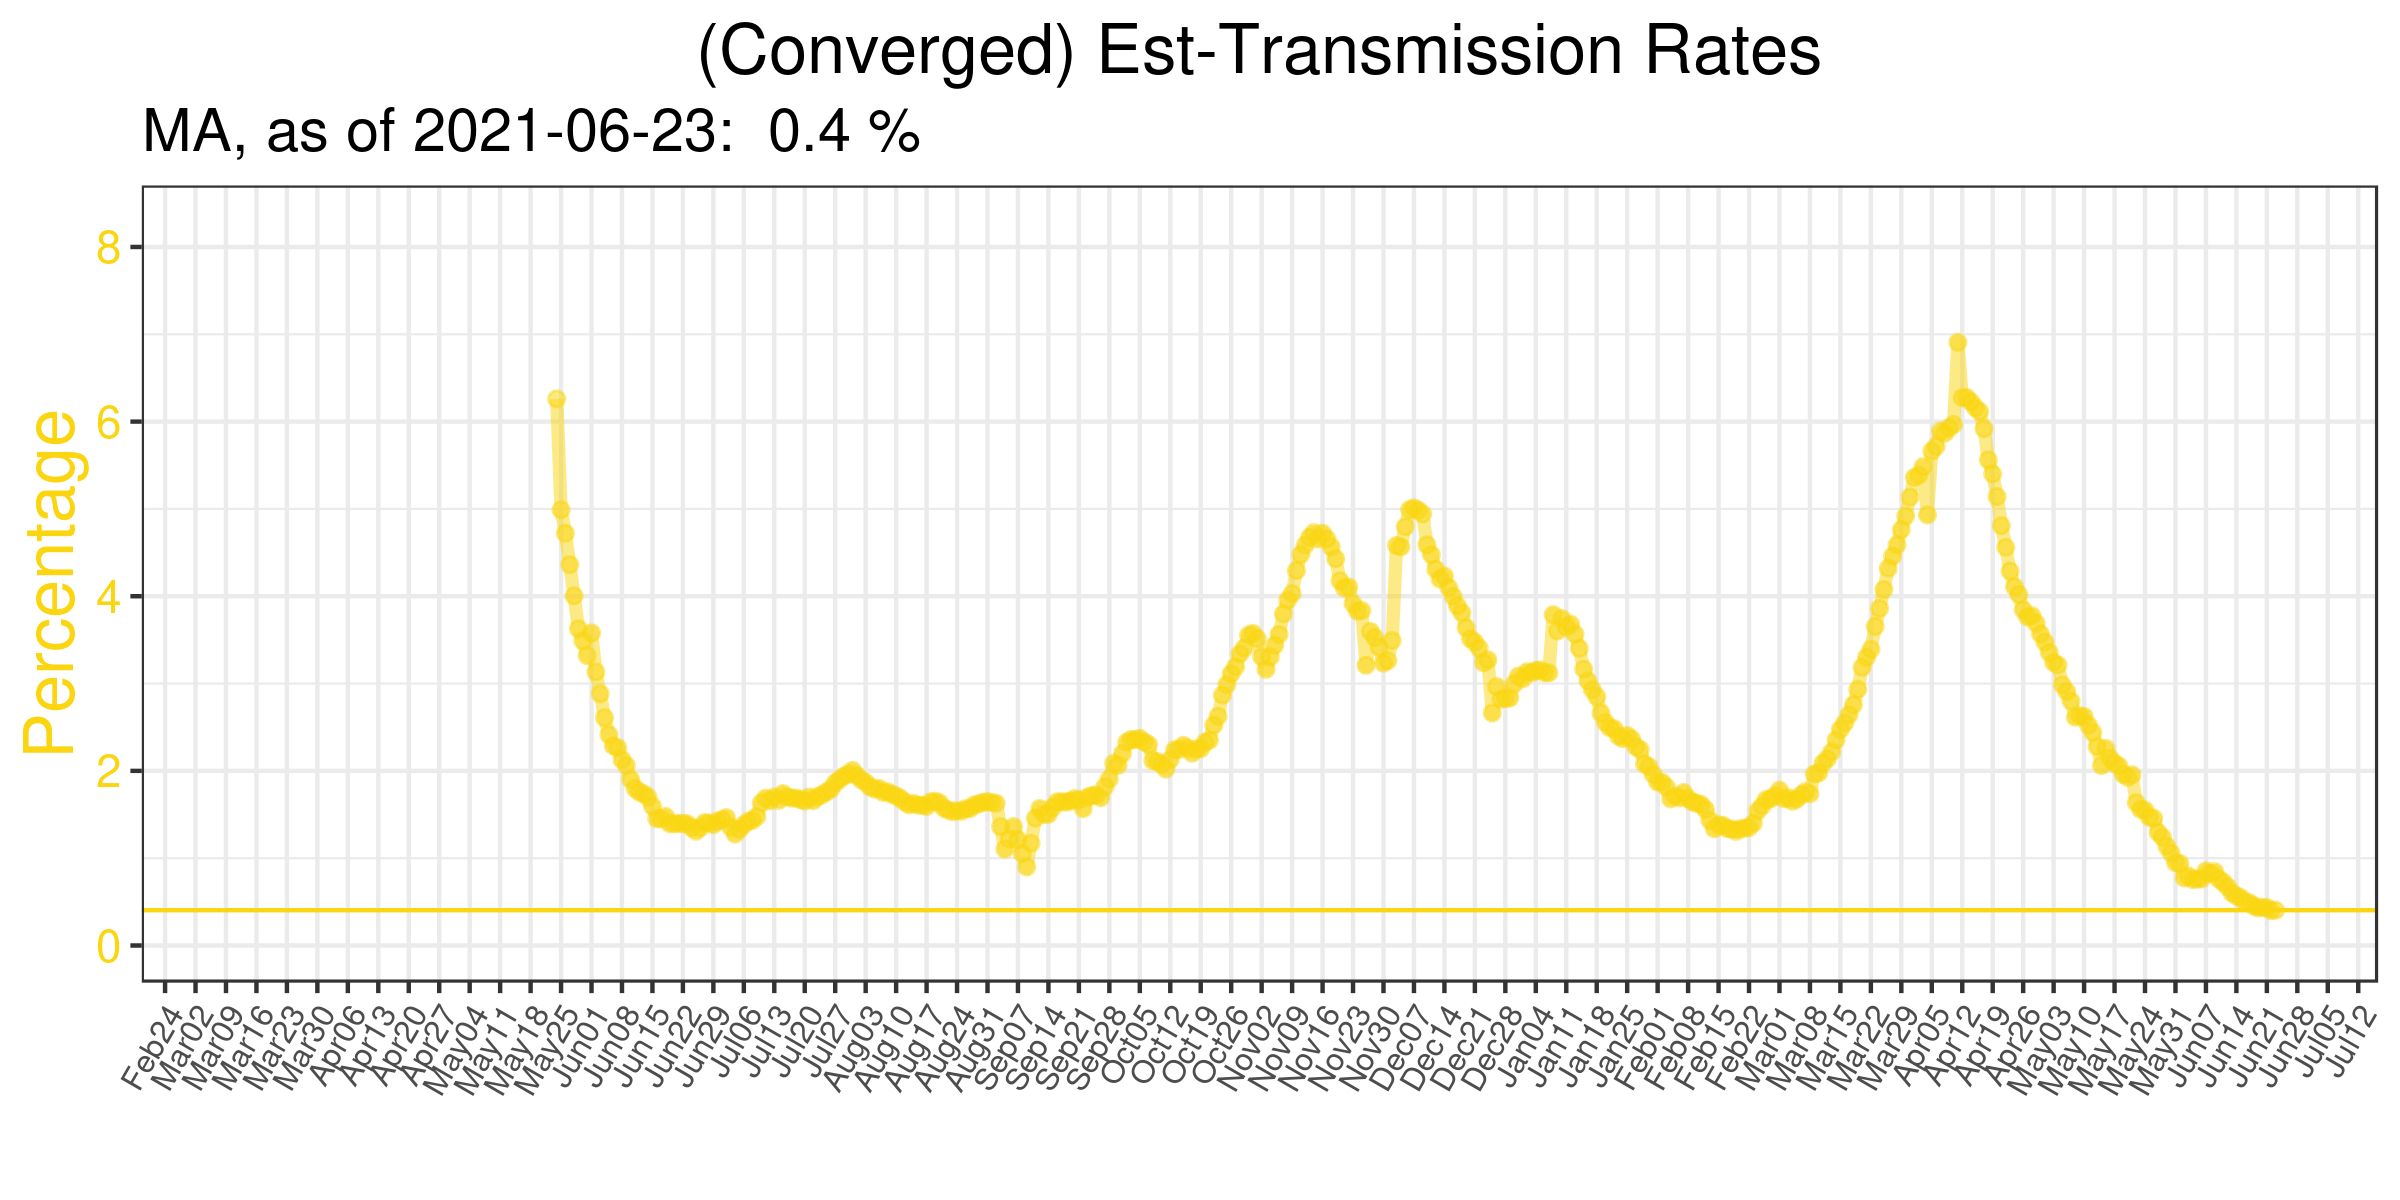 (Converged) Est-Transmission Rates
MA, as of 2021-06-23:  0.4 %
Percentage
8
6
4
2
0
Feb24
Mar02
Mar09
Mar16
Mar23
Mar30
Apr06
Apr13
Apr20
Apr27
May04
May11
May18
May25
Jun01
Jun08
Jun15
Jun22
Jun29
Jul06
Jul13
Jul20
Jul27
Aug03
Aug10
Aug17
Aug24
Aug31
Sep07
Sep14
Sep21
Sep28
Oct05
Oct12
Oct19
Oct26
Nov02
Nov09
Nov16
Nov23
Nov30
Dec07
Dec14
Dec21
Dec28
Jan04
Jan11
Jan18
Jan25
Feb01
Feb08
Feb15
Feb22
Mar01
Mar08
Mar15
Mar22
Mar29
Apr05
Apr12
Apr19
Apr26
May03
May10
May17
May24
May31
Jun07
Jun14
Jun21
Jun28
Jul05
Jul12